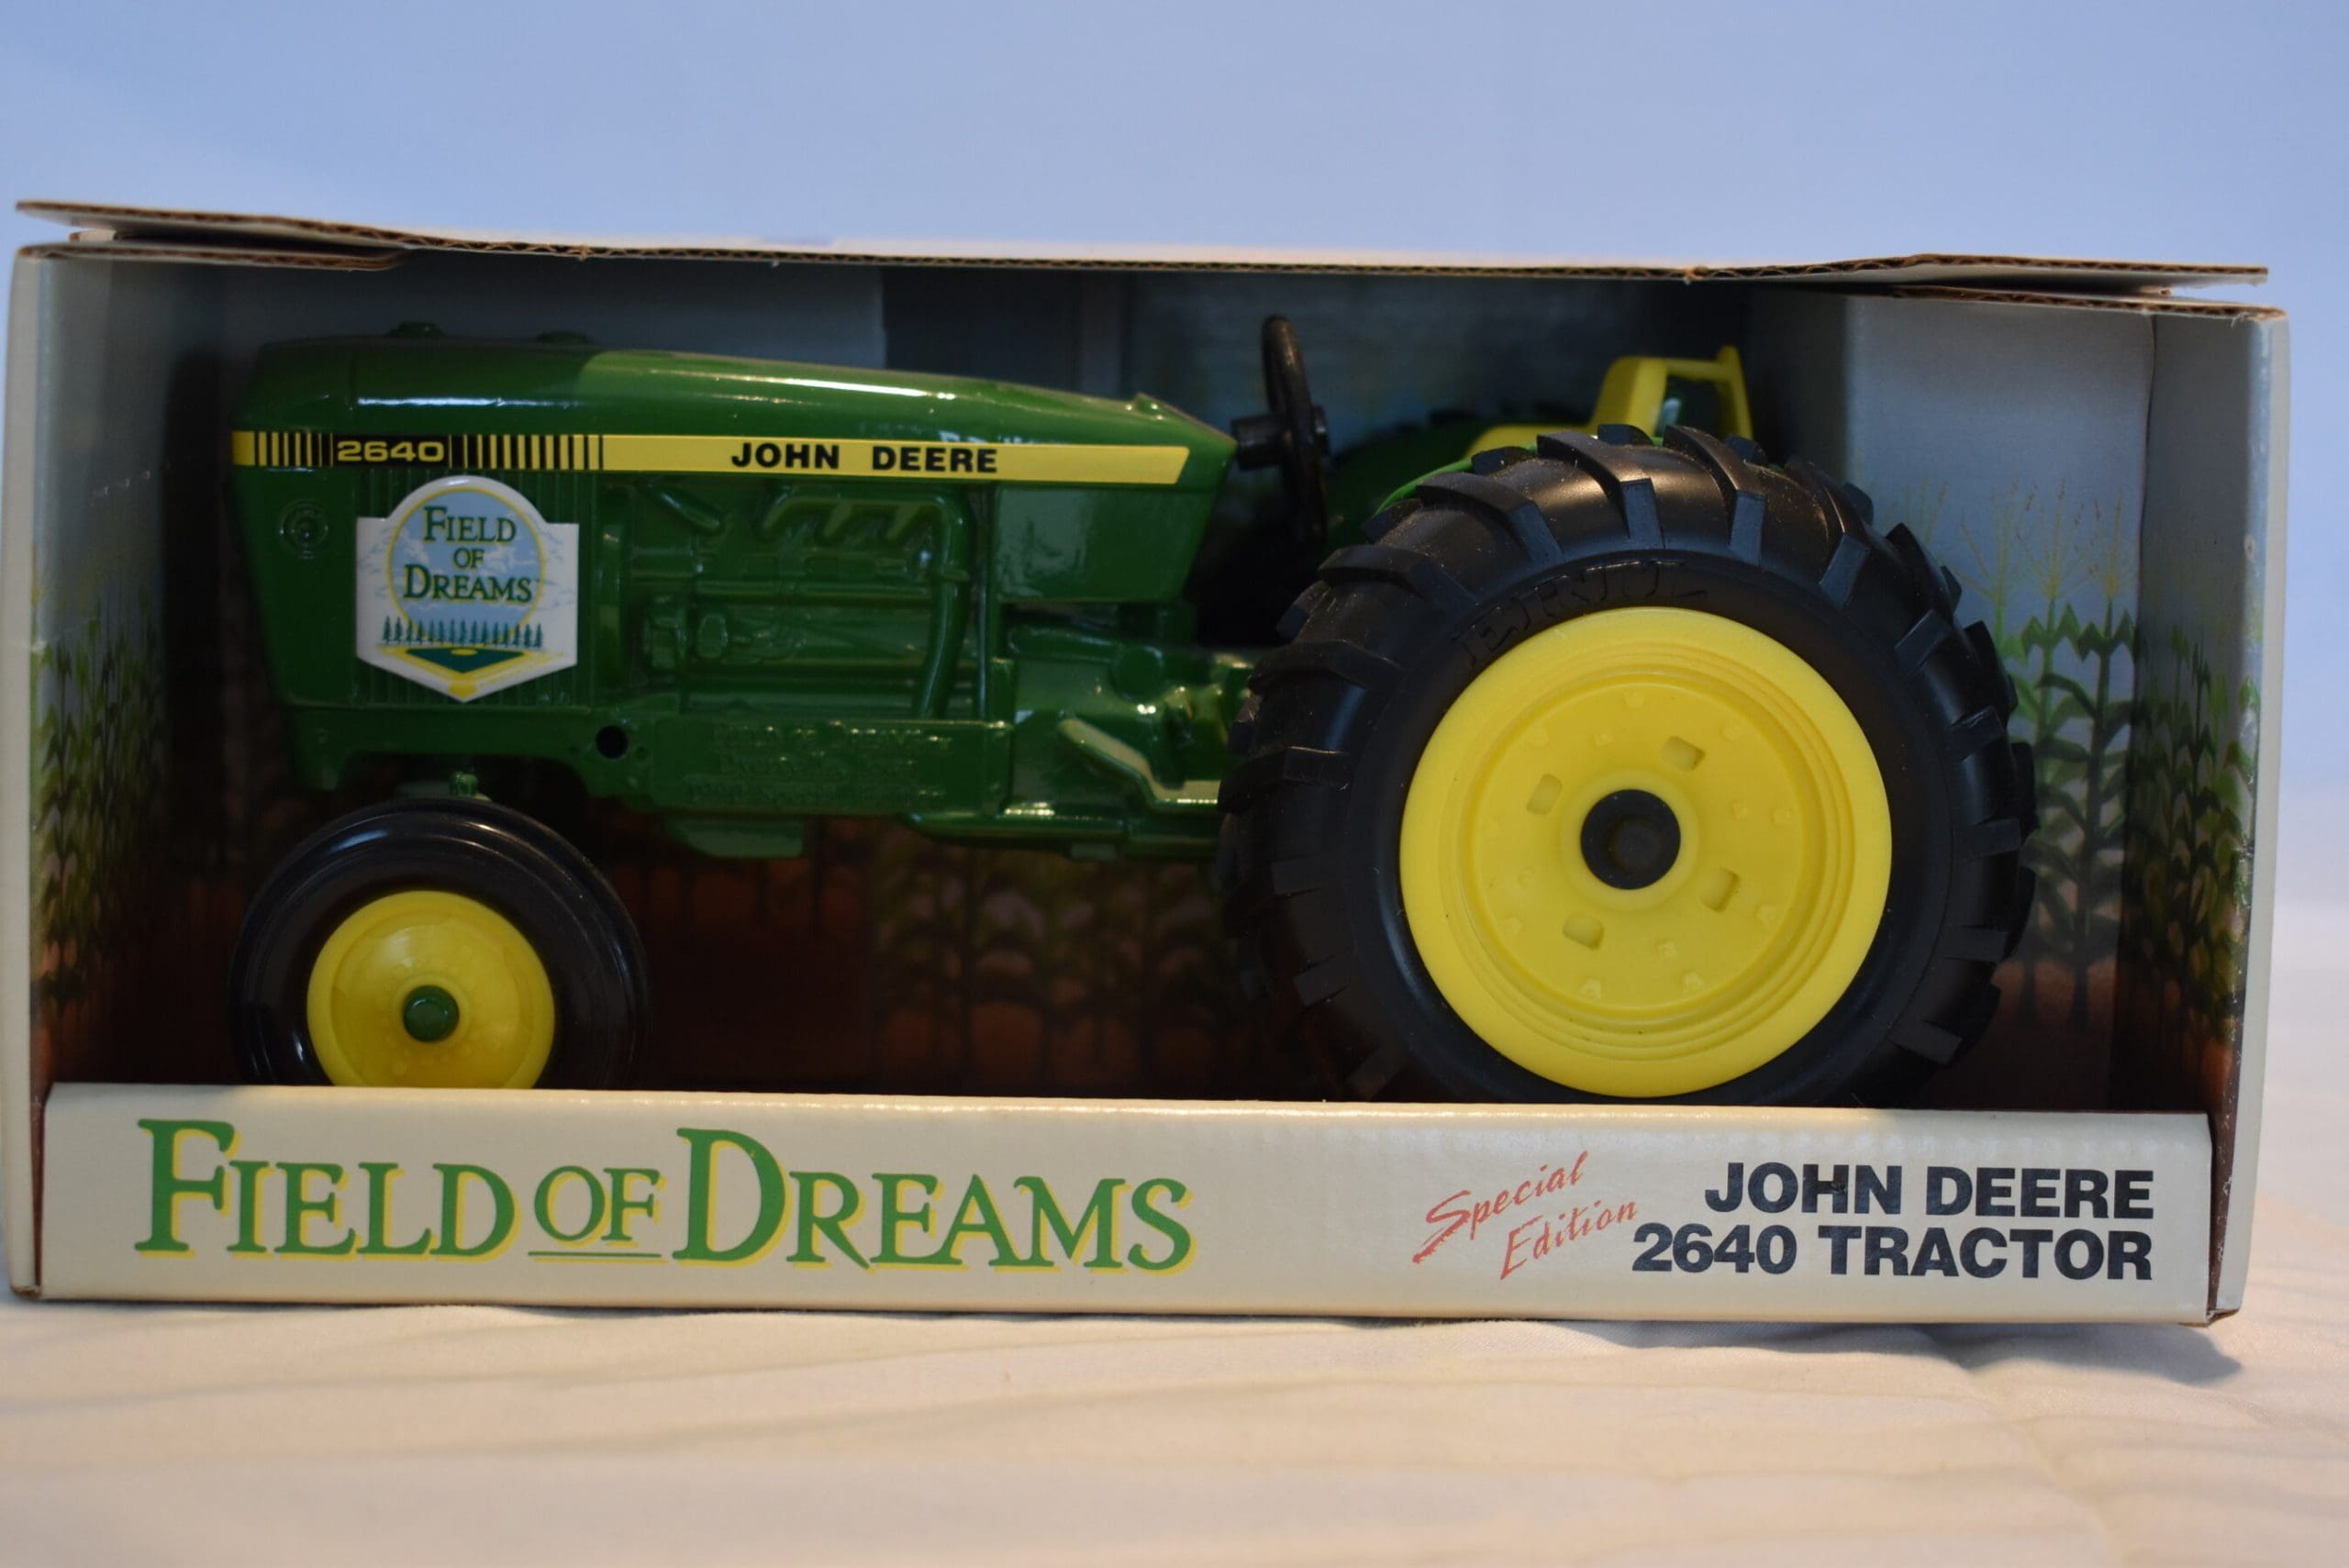 2640
JOHN DEERE
FIELD
OF
DREAMS
FIELD OF DREAMS
Special
Edition
JOHN DEERE
2640 TRACTOR